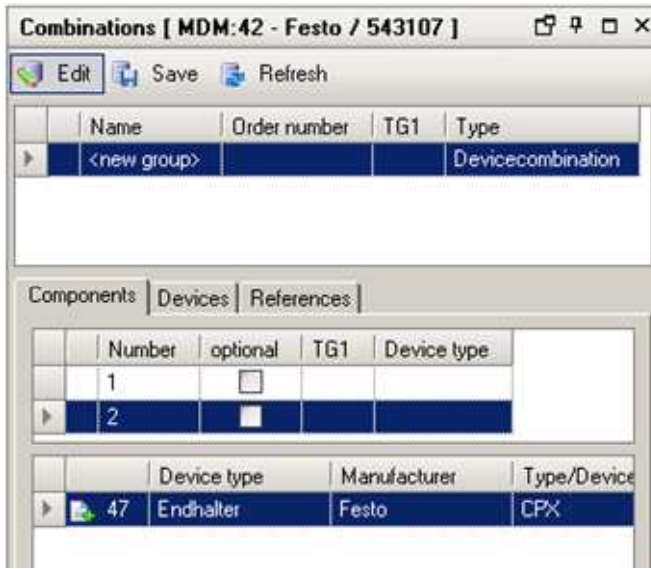 Combinations [ MDM:42 - Festo / 543107 ]
Edit Save Refresh
Name Order number TG1 Type
<new group> Devicecombination
Components Devices References
Number optional TG1 Device type
1
2
Device type Manufacturer Type/Device
47 Endhalter Festo CPX